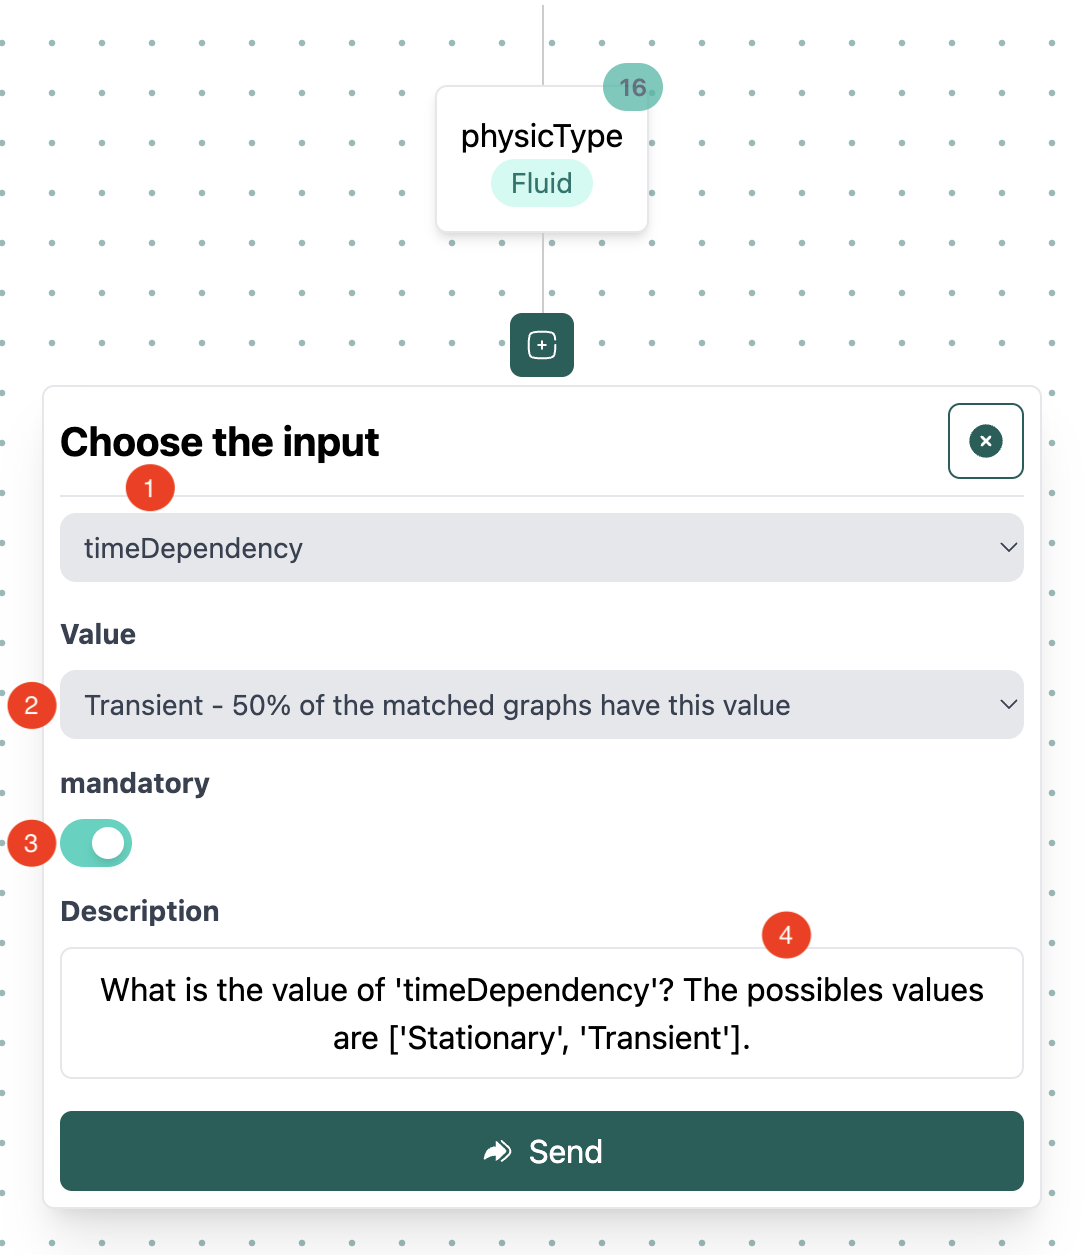 16
physicType
Fluid
Choose the input
1
timeDependency
Value
2
Transient - 50% of the matched graphs have this value
mandatory
3
Description
4
What is the value of 'timeDependency'? The possibles values
are ['Stationary', 'Transient'].
Send